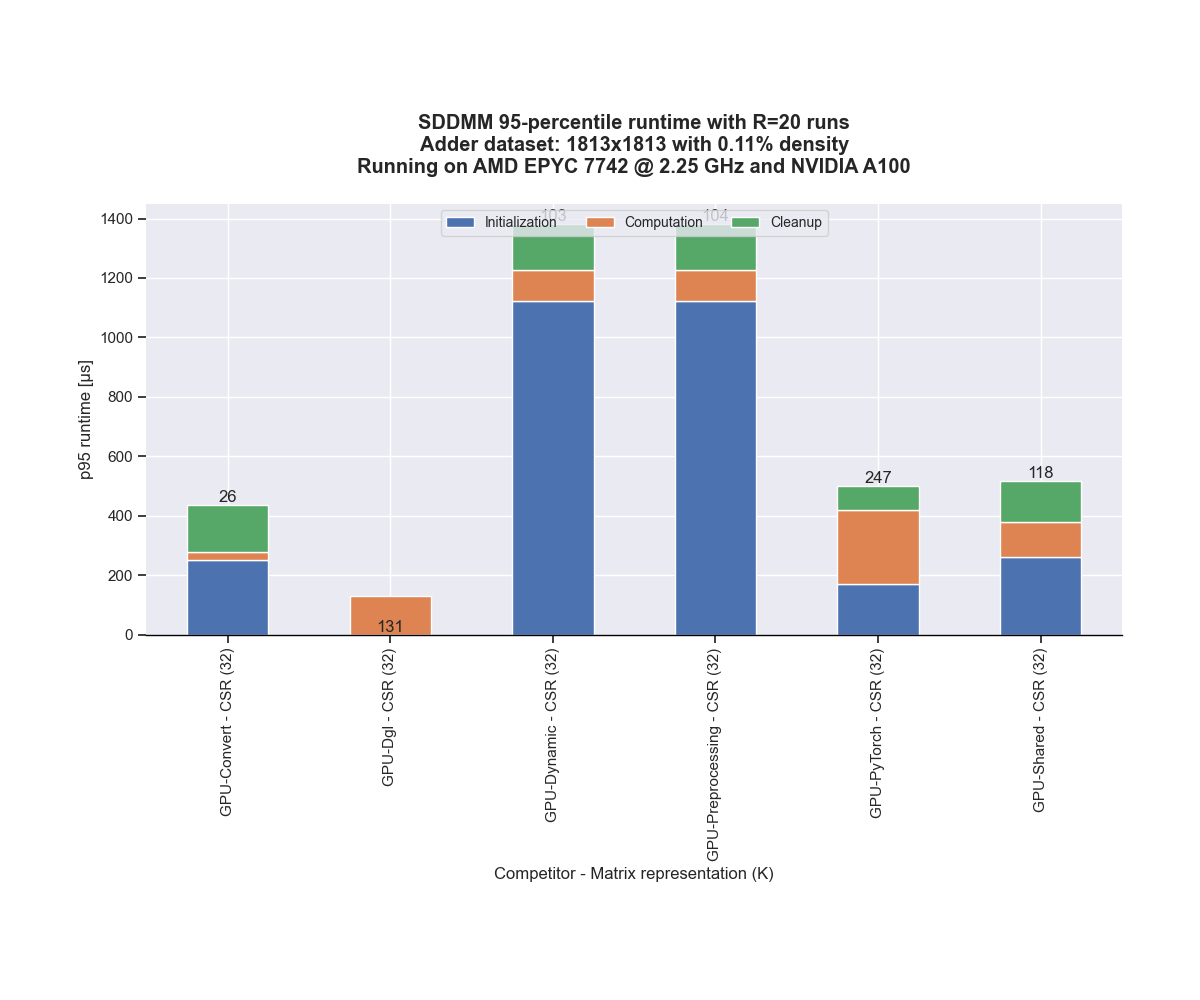 SDDMM 95-percentile runtime with R=20 runs
Adder dataset: 1813x1813 with 0.11% density
Running on AMD EPYC 7742 @ 2.25 GHz and NVIDIA A100
103 104
Initialization Computation Cleanup
1400
1200
1000
800
600
400
200
0
p95 runtime [µs]
26
131
247
118
GPU-Convert - CSR (32)
GPU-Dgl - CSR (32)
GPU-Dynamic - CSR (32)
GPU-Preprocessing - CSR (32)
GPU-PyTorch - CSR (32)
GPU-Shared - CSR (32)
Competitor - Matrix representation (K)